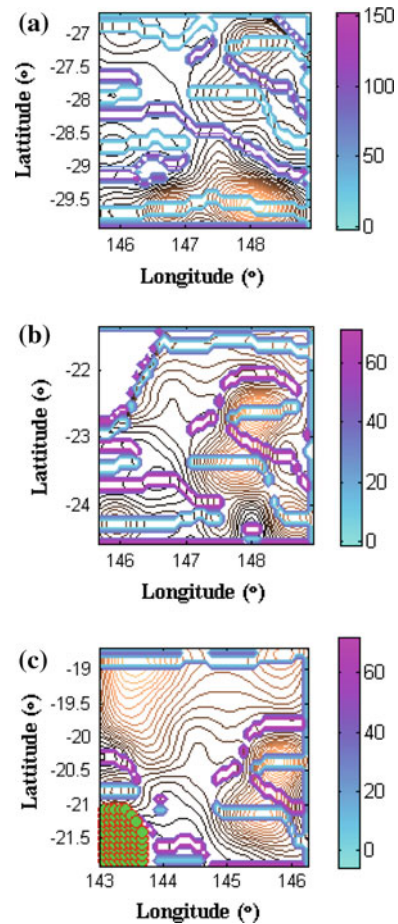 (a)
150
100
50
0
-27
-27.5
-28
-28.5
-29
-29.5
Lattitude (°)
146 147 148
Longitude (°)
(b)
60
40
20
0
-22
-23
-24
Lattitude (°)
146 147 148
Longitude (°)
(c)
60
40
20
0
-19
-19.5
-20
-20.5
-21
-21.5
Lattitude (°)
143 144 145 146
Longitude (°)